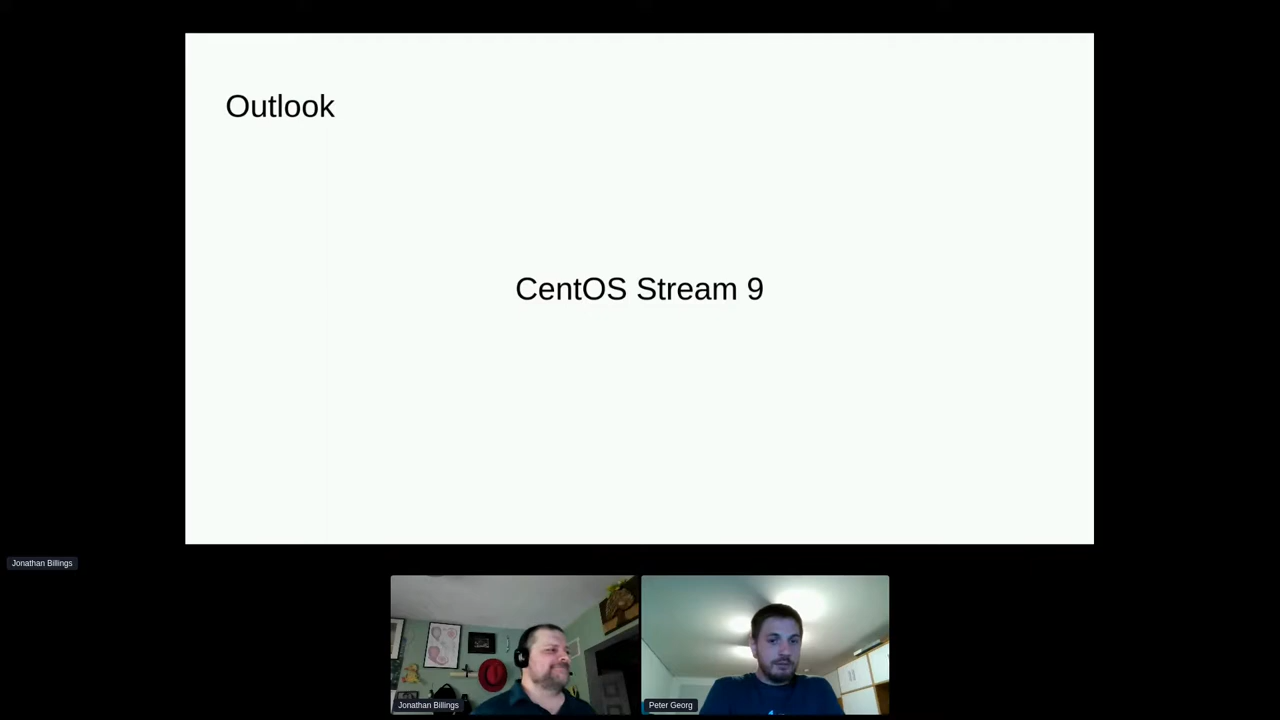 Outlook
CentOS Stream 9
Jonathan Billings
Jonathan Billings
Peter Georg